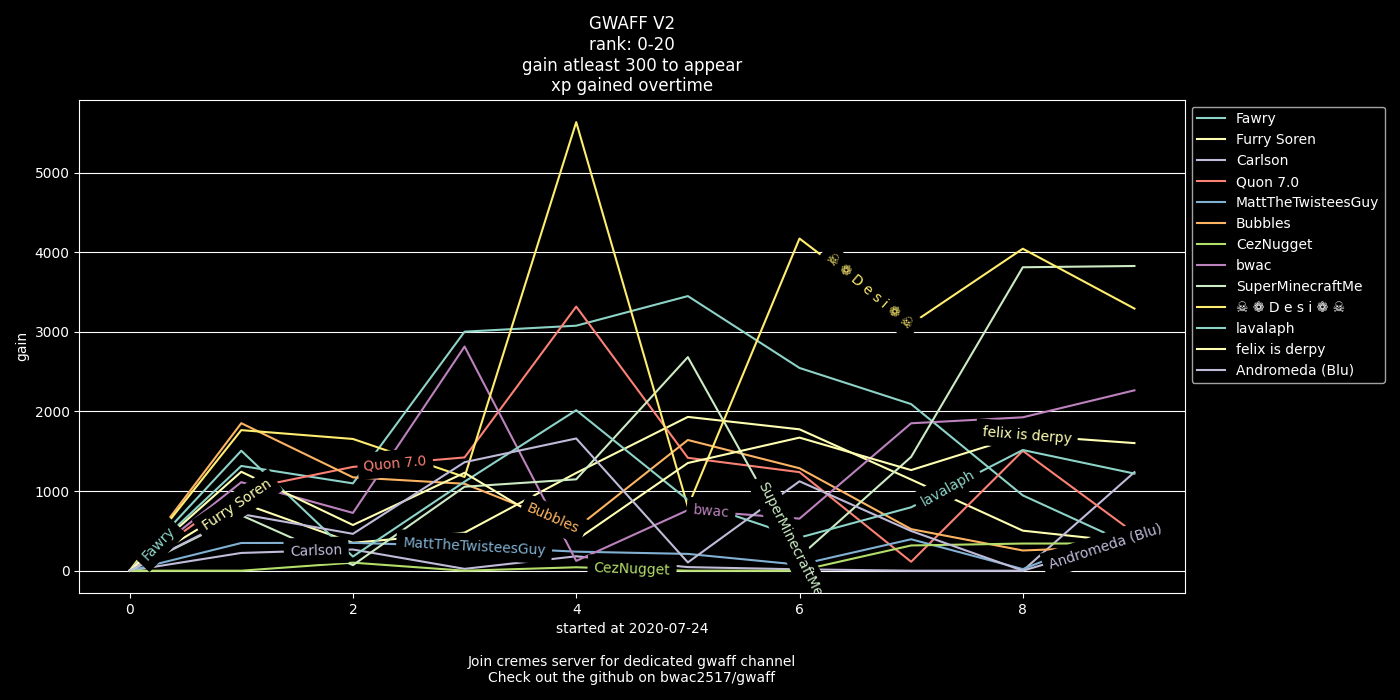 GWAFF V2
rank: 0-20
gain atleast 300 to appear
xp gained overtime
gain
5000
4000
3000
2000
1000
0
Fawry
Furry Soren
Carlson
Quon 7.0
MattTheTwisteesGuy
Bubbles
CezNugget
bwac
SuperMinecraftMe
☠ ❁ D e s i ❁ ☠
lavalaph
felix is derpy
Andromeda (Blu)
0 2 4 6 8
started at 2020-07-24
Join cremes server for dedicated gwaff channel
Check out the github on bwac2517/gwaff
Fawry
Furry Soren
Carlson
Quon 7.0
MattTheTwisteesGuy
Bubbles
CezNugget
bwac
SuperMinecraftMe
☠ ❁ D e s i ❁ ☠
lavalaph
felix is derpy
Andromeda (Blu)